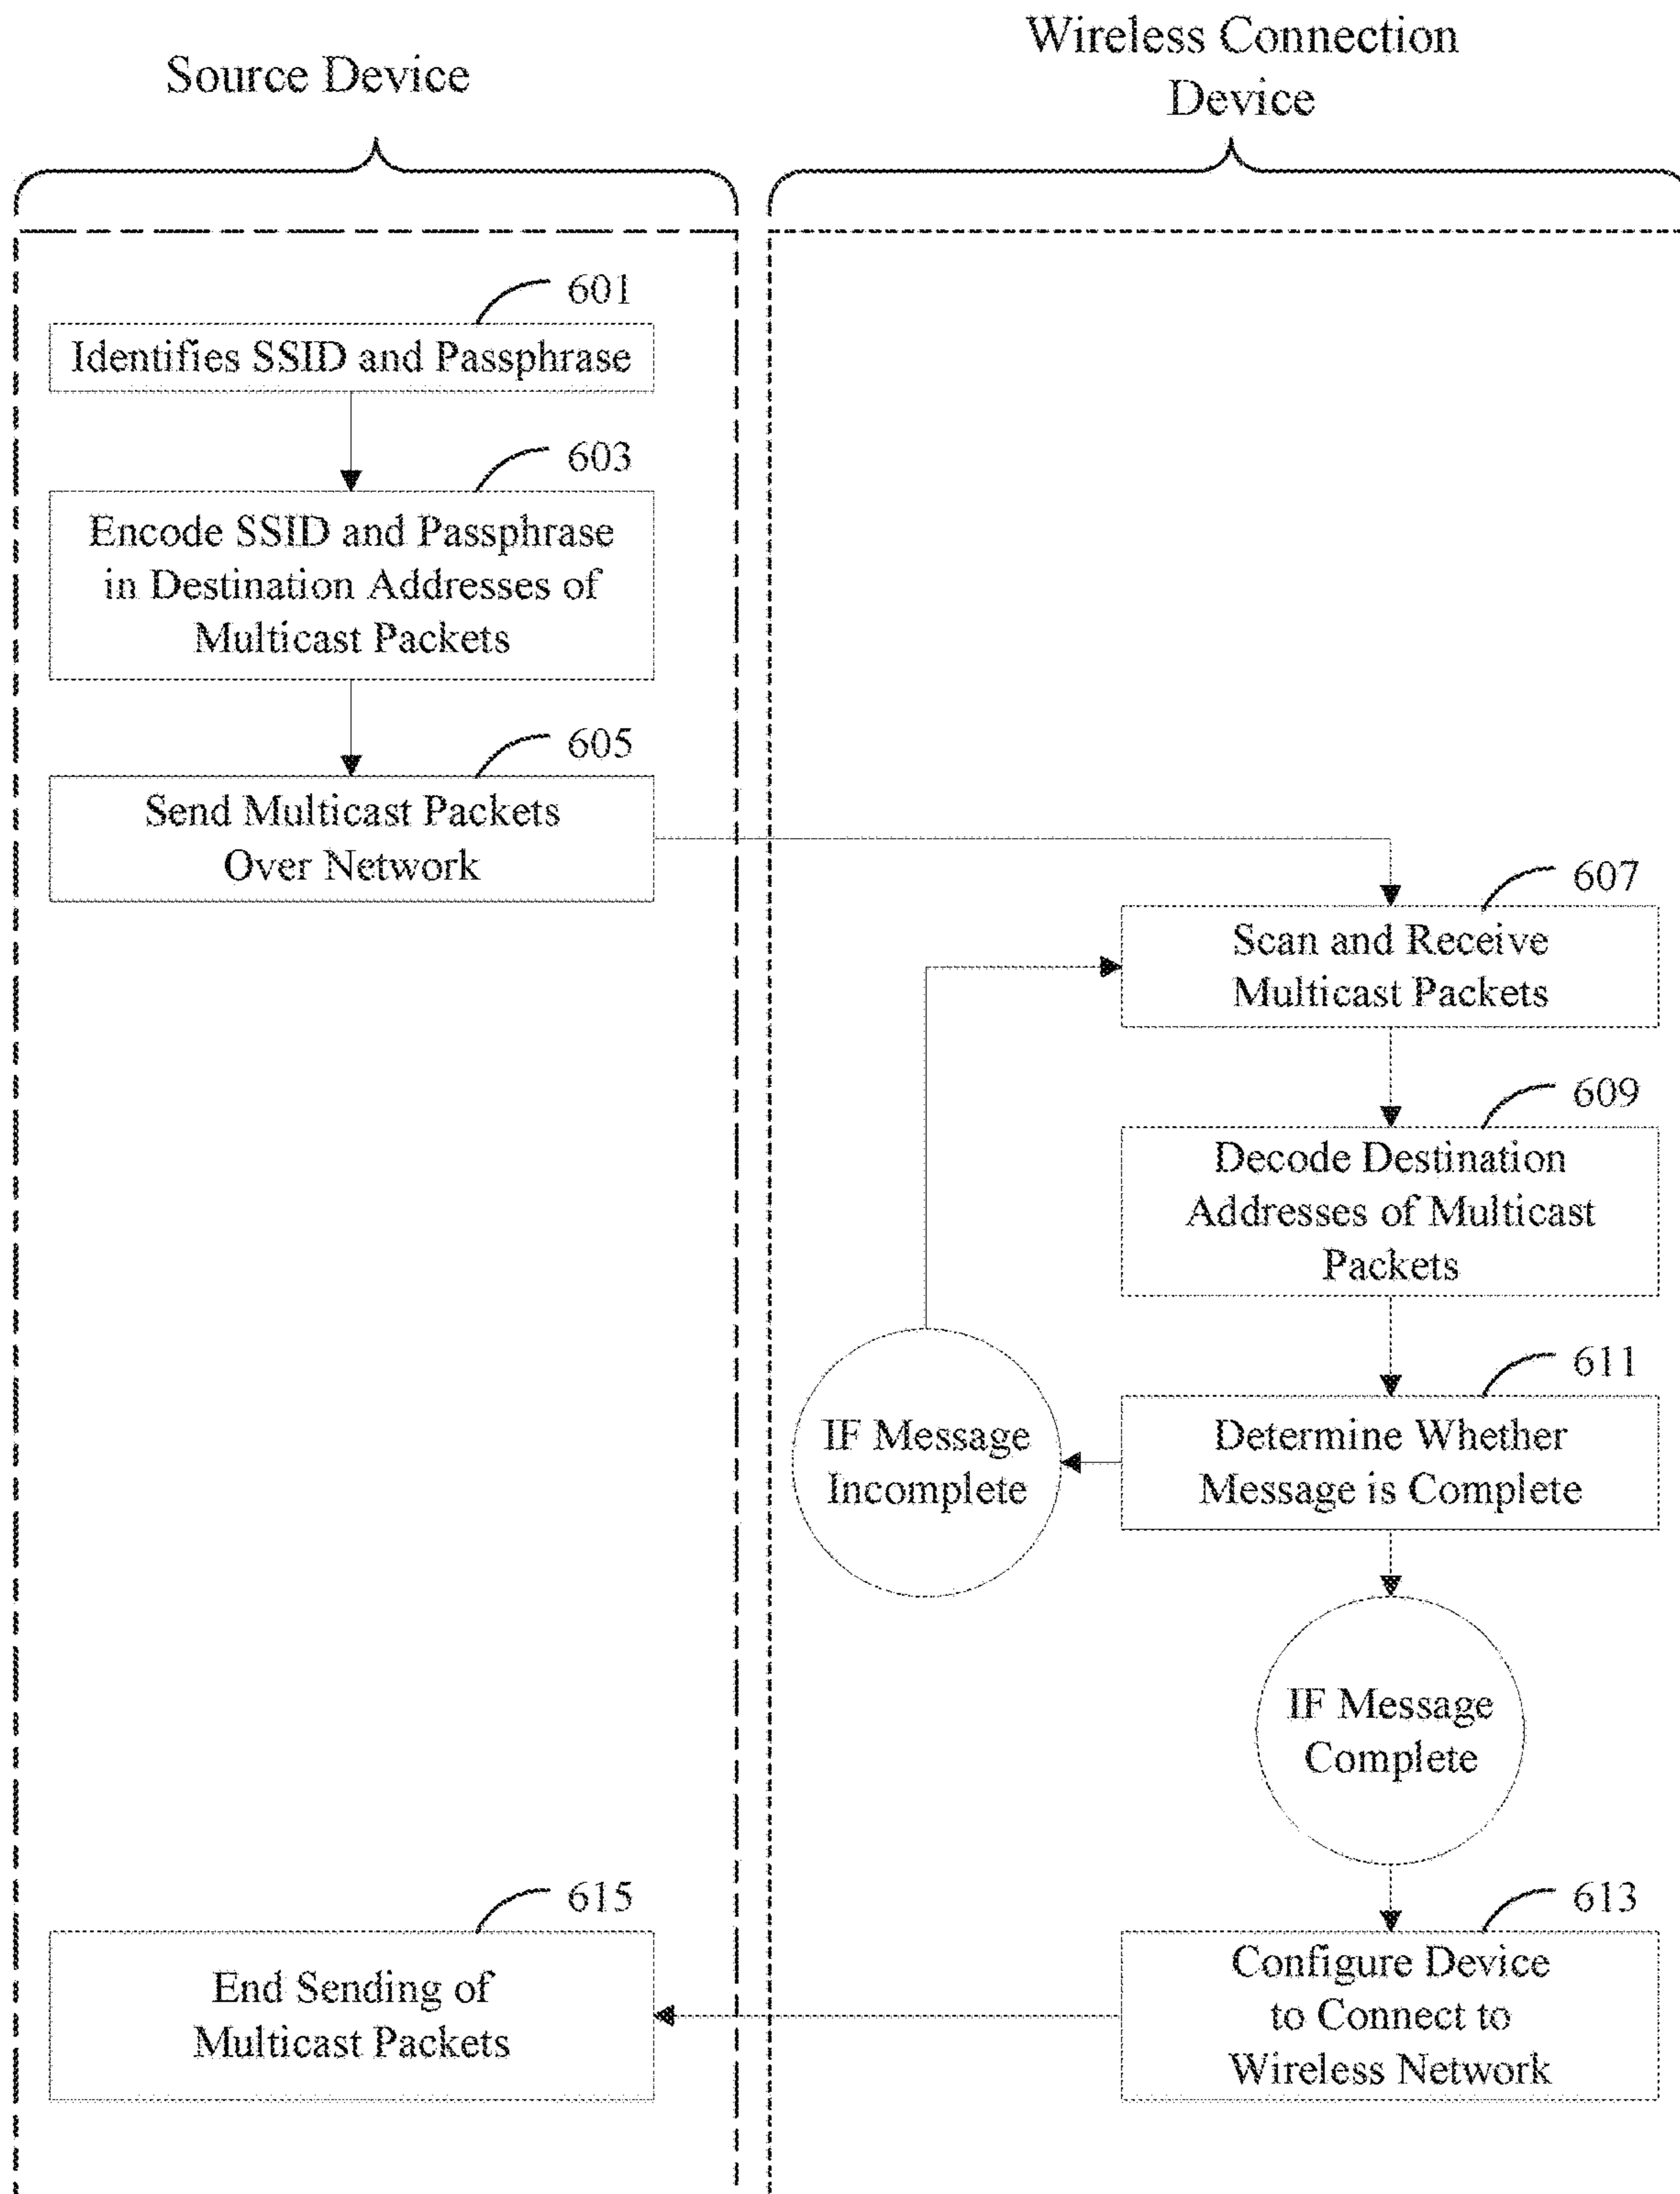 Source Device
Wireless Connection
Device
601
Identifies SSID and Passphrase
603
Encode SSID and Passphrase
in Destination Addresses of
Multicast Packets
605
Send Multicast Packets
Over Network
607
Scan and Receive
Multicast Packets
609
Decode Destination
Addresses of Multicast
Packets
611
Determine Whether
Message is Complete
IF Message
Incomplete
IF Message
Complete
613
Configure Device
to Connect to
Wireless Network
615
End Sending of
Multicast Packets